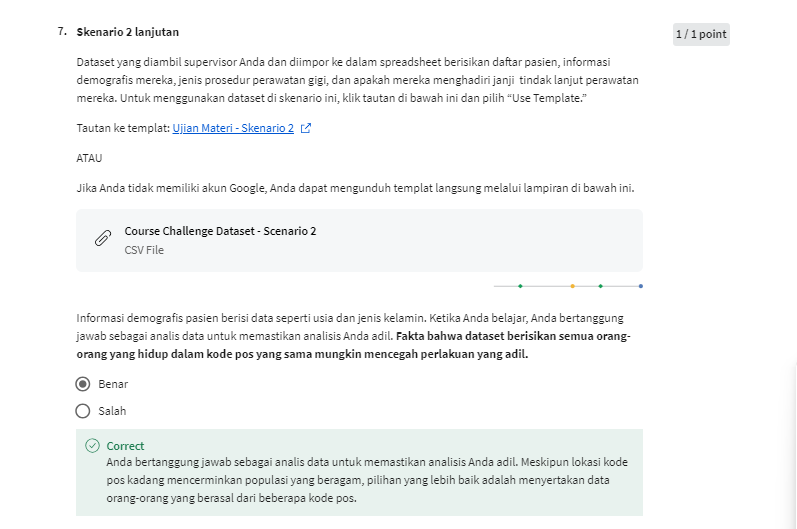 7. Skenario 2 lanjutan
1 / 1 point
Dataset yang diambil supervisor Anda dan diimpor ke dalam spreadsheet berisikan daftar pasien, informasi
demografis mereka, jenis prosedur perawatan gigi, dan apakah mereka menghadiri janji tindak lanjut perawatan
mereka. Untuk menggunakan dataset di skenario ini, klik tautan di bawah ini dan pilih “Use Template.”
Tautan ke templat: Ujian Materi - Skenario 2
ATAU
Jika Anda tidak memiliki akun Google, Anda dapat mengunduh templat langsung melalui lampiran di bawah ini.
Course Challenge Dataset - Scenario 2
CSV File
Informasi demografis pasien berisi data seperti usia dan jenis kelamin. Ketika Anda belajar, Anda bertanggung
jawab sebagai analis data untuk memastikan analisis Anda adil. Fakta bahwa dataset berisikan semua orang-
orang yang hidup dalam kode pos yang sama mungkin mencegah perlakuan yang adil.
Benar
Salah
Correct
Anda bertanggung jawab sebagai analis data untuk memastikan analisis Anda adil. Meskipun lokasi kode
pos kadang mencerminkan populasi yang beragam, pilihan yang lebih baik adalah menyertakan data
orang-orang yang berasal dari beberapa kode pos.